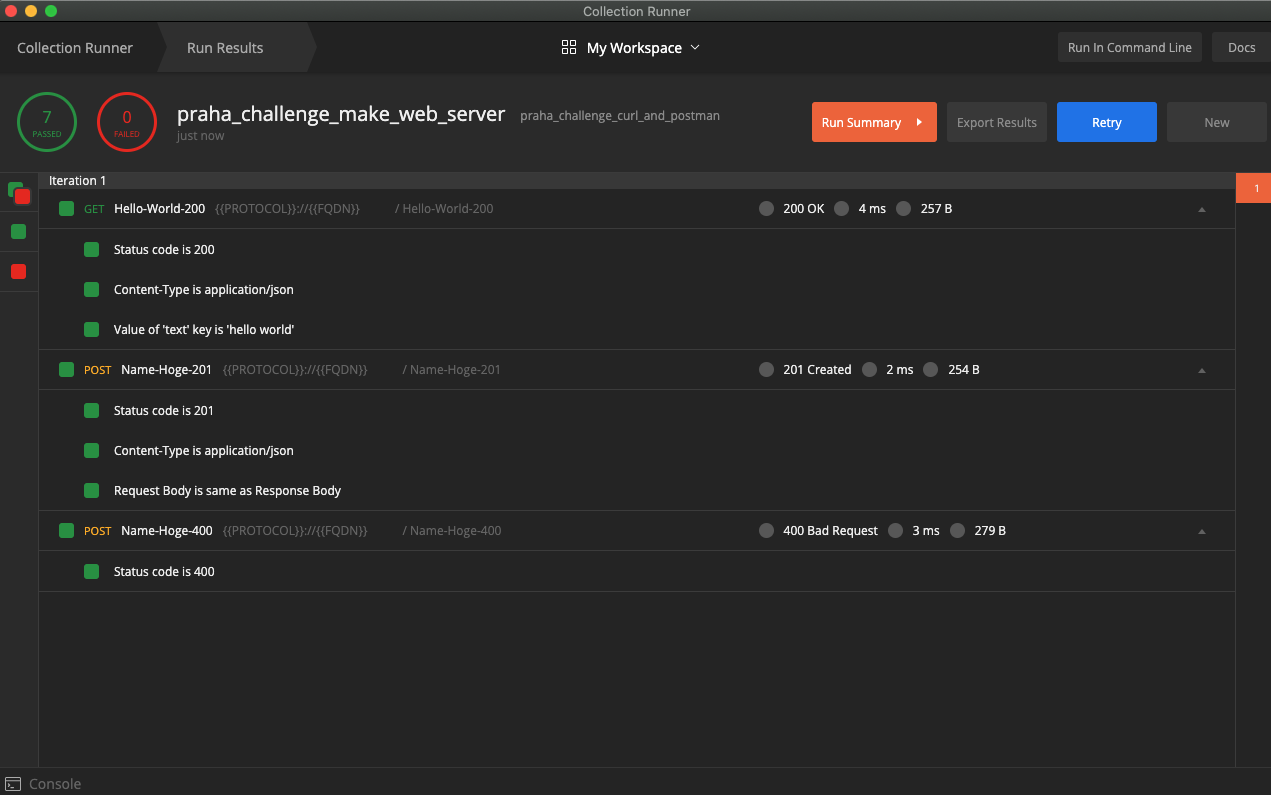 Collection Runner
Collection Runner Run Results My Workspace Run In Command Line Docs
7 PASSED 0 FAILED praha_challenge_make_web_server praha_challenge_curl_and_postman Run Summary Export Results Retry New
just now
Iteration 1
1
GET Hello-World-200 {{PROTOCOL}}://{{FQDN}} / Hello-World-200 200 OK 4 ms 257 B
Status code is 200
Content-Type is application/json
Value of 'text' key is 'hello world'
POST Name-Hoge-201 {{PROTOCOL}}://{{FQDN}} / Name-Hoge-201 201 Created 2 ms 254 B
Status code is 201
Content-Type is application/json
Request Body is same as Response Body
POST Name-Hoge-400 {{PROTOCOL}}://{{FQDN}} / Name-Hoge-400 400 Bad Request 3 ms 279 B
Status code is 400
Console